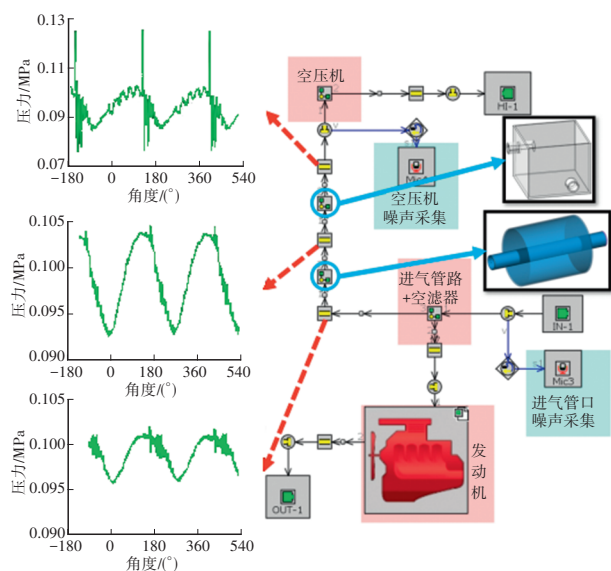 压力/MPa
0.13
0.11
0.09
0.07
-180 0 180 360 540
角度/(°)
压力/MPa
0.105
0.100
0.095
0.090
-180 0 180 360 540
角度/(°)
压力/MPa
0.105
0.100
0.095
0.090
-180 0 180 360 540
角度/(°)
空压机
MI-1
空压机
噪声采集
进气管路
+空滤器
IN-1
Mic3
进气管口
噪声采集
发
动
机
OUT-1